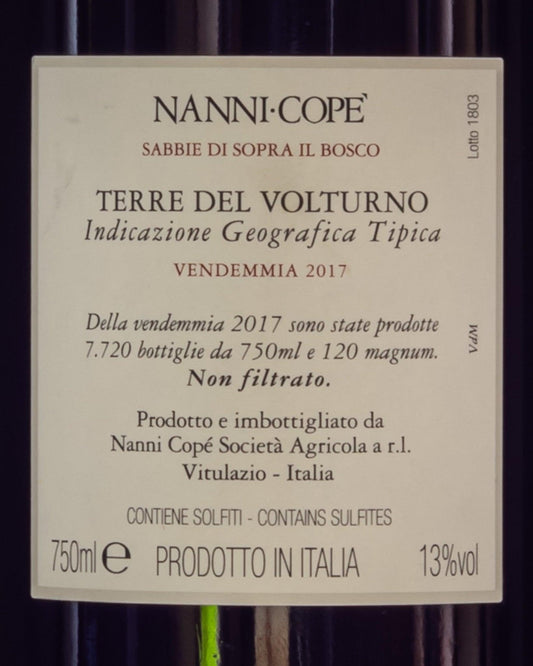 NANNI·COPÈ
SABBIE DI SOPRA IL BOSCO
Lotto 1803
TERRE DEL VOLTURNO
Indicazione Geografica Tipica
VENDEMMIA 2017
Della vendemmia 2017 sono state prodotte
7.720 bottiglie da 750ml e 120 magnum.
VdM
Non filtrato.
Prodotto e imbottigliato da
Nanni Copé Società Agricola a r.l.
Vitulazio - Italia
CONTIENE SOLFITI - CONTAINS SULFITES
750ml e PRODOTTO IN ITALIA 13%vol